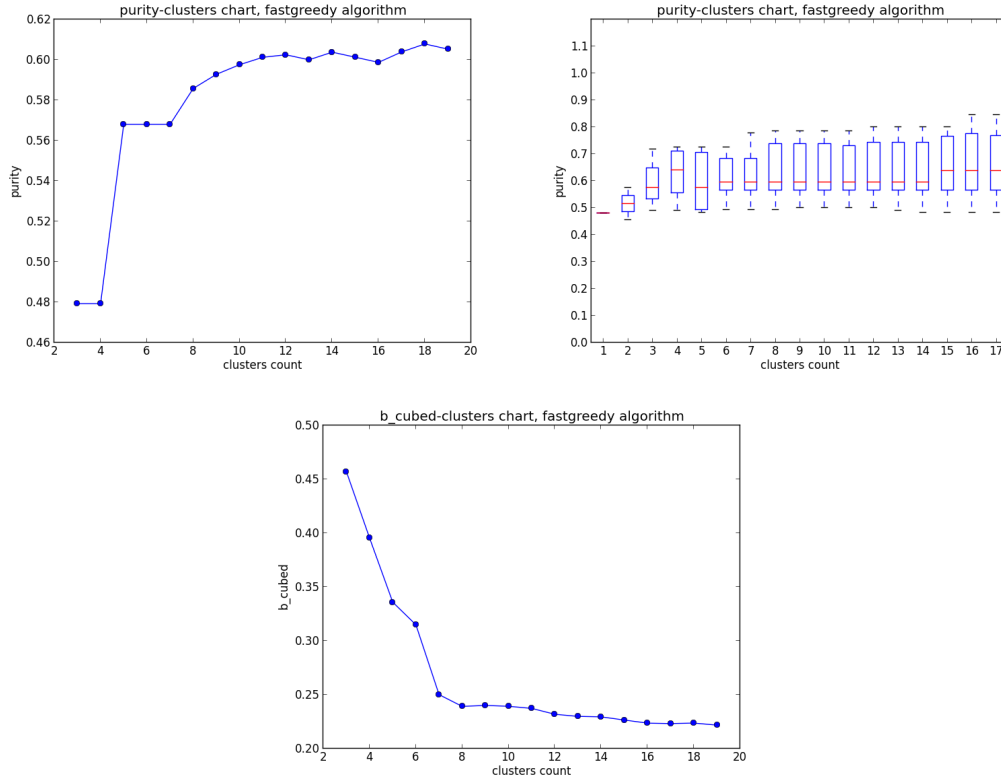 purity-clusters chart, fastgreedy algorithm
0.62
0.60
0.58
0.56
0.54
0.52
0.50
0.48
0.46
purity
2 4 6 8 10 12 14 16 18 20
clusters count
purity-clusters chart, fastgreedy algorithm
1.1
1.0
0.9
0.8
0.7
0.6
0.5
0.4
0.3
0.2
0.1
0.0
purity
1 2 3 4 5 6 7 8 9 10 11 12 13 14 15 16 17
clusters count
b_cubed-clusters chart, fastgreedy algorithm
0.50
0.45
0.40
0.35
0.30
0.25
0.20
b_cubed
2 4 6 8 10 12 14 16 18 20
clusters count